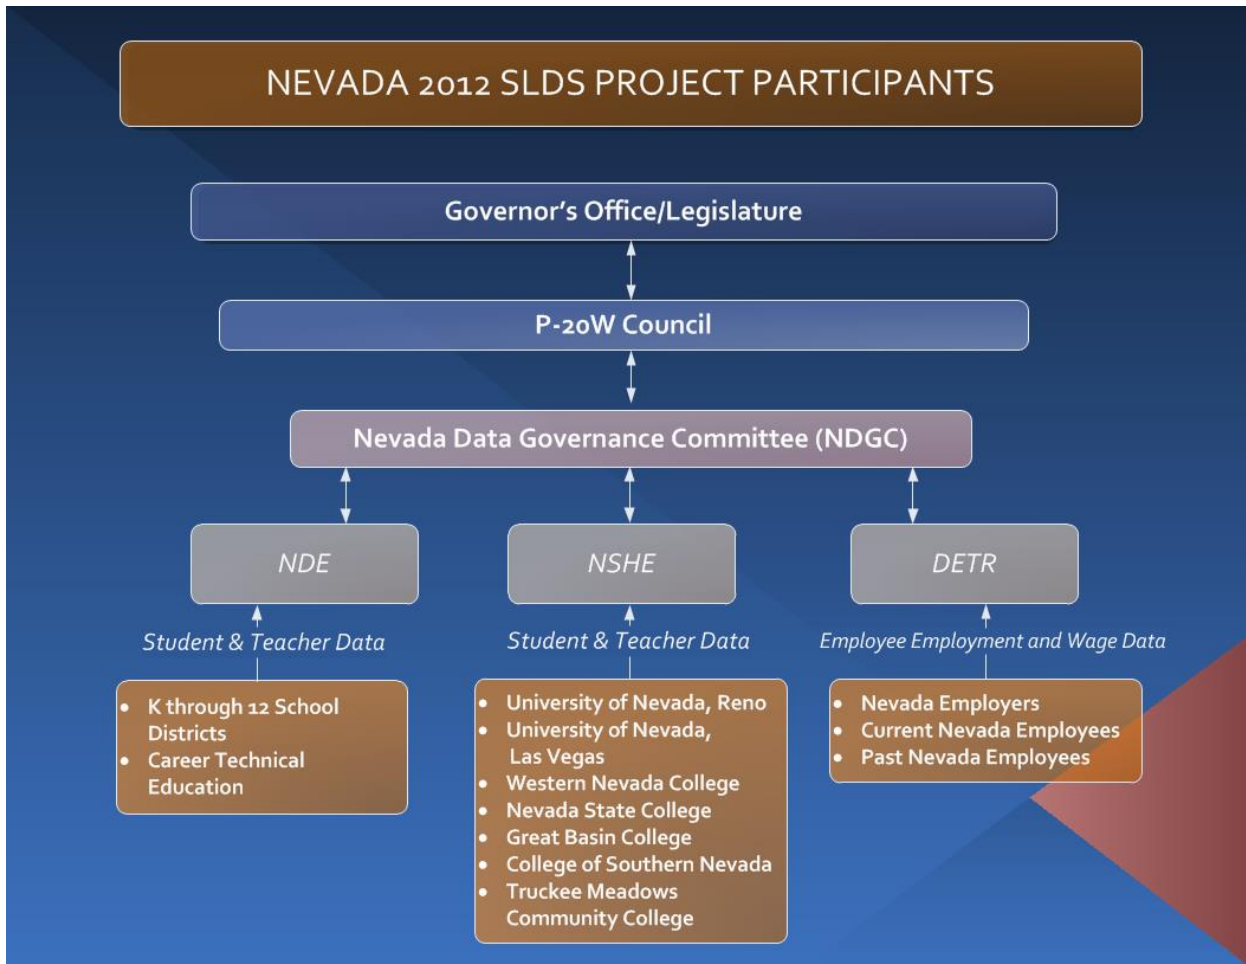 NEVADA 2012 SLDS PROJECT PARTICIPANTS
Governor's Office/Legislature
P-20W Council
Nevada Data Governance Committee (NDGC)
NDE
NSHE
DETR
Student & Teacher Data
Student & Teacher Data
Employee Employment and Wage Data
• K through 12 School
Districts
• Career Technical
Education
• University of Nevada, Reno
• University of Nevada,
Las Vegas
• Western Nevada College
• Nevada State College
• Great Basin College
• College of Southern Nevada
• Truckee Meadows
Community College
• Nevada Employers
• Current Nevada Employees
• Past Nevada Employees